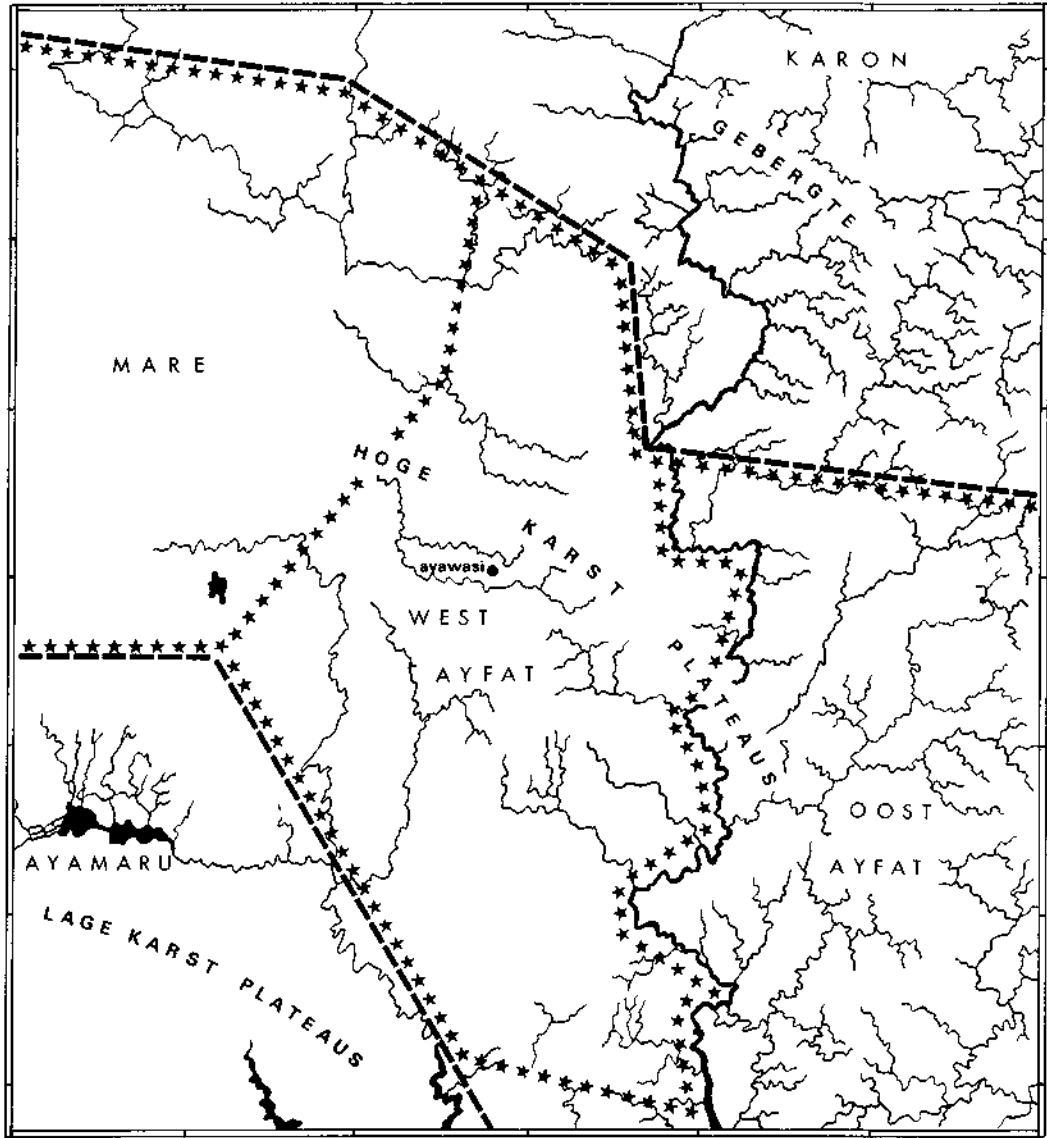 KARON
GEBERGTE
MARE
HOGE
KARST
ayawasi
WEST
PLATEAUS
AYFAT
OOST
AYAMARU
AYFAT
LAGE KARST PLATEAUS